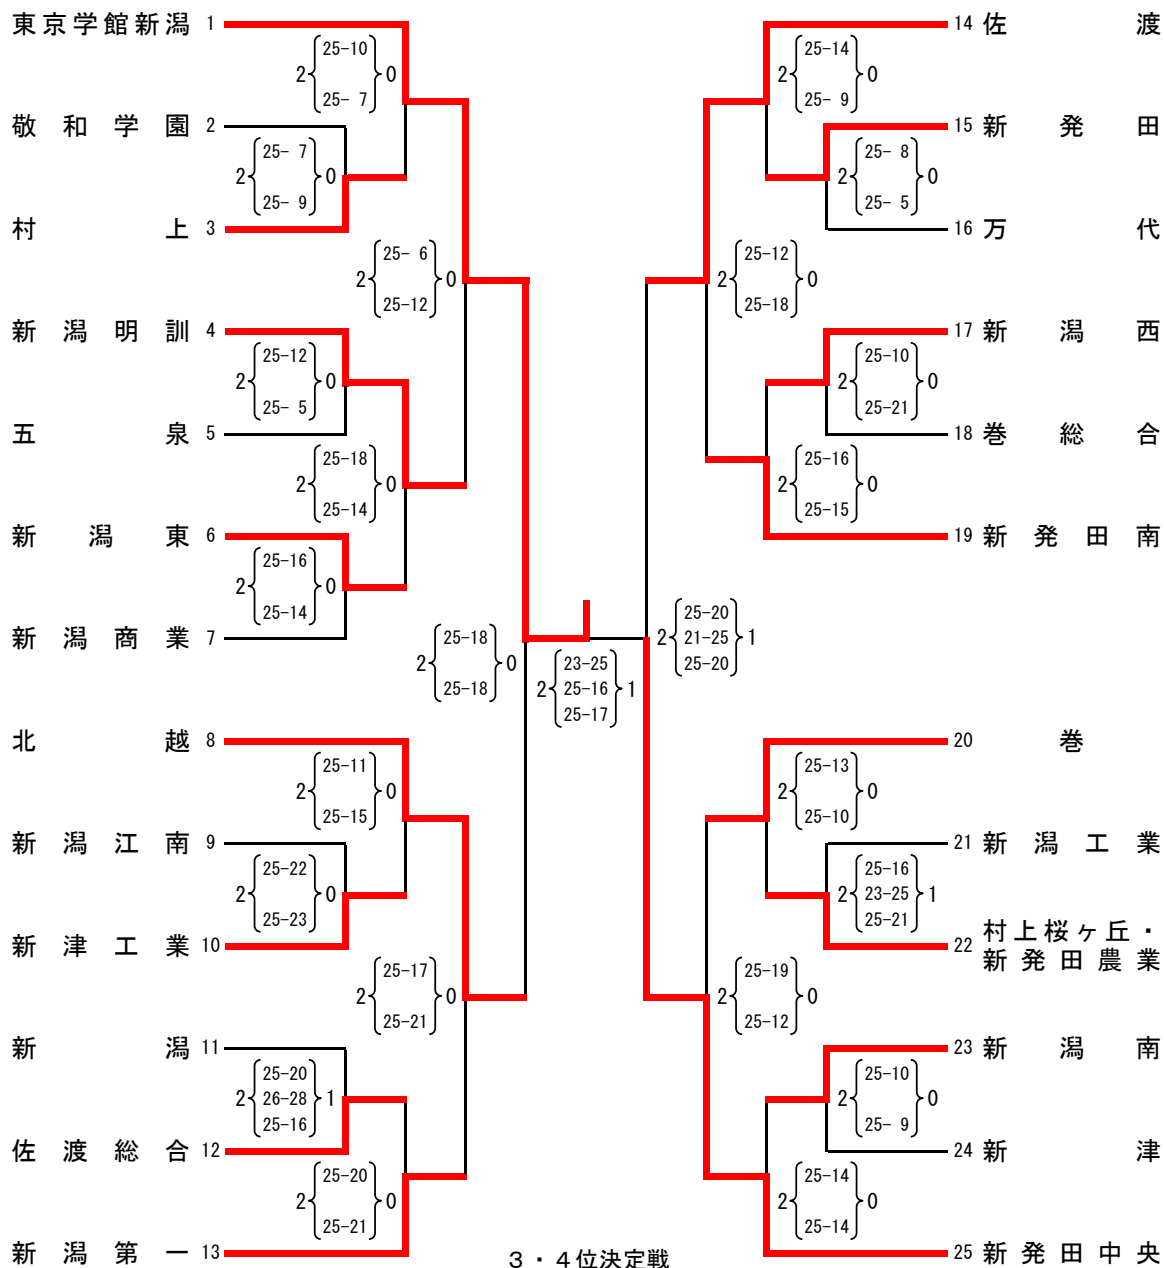 東京学館新潟 1
2 25-10 0
25- 7
敬和学園 2
2 25- 7 0
25- 9
村上 3
2 25- 6 0
25-12
新潟明訓 4
2 25-12 0
25- 5
五泉 5
2 25-18 0
25-14
新潟東 6
2 25-16 0
25-14
新潟商業 7
2 25-18 0
25-18
北越 8
2 25-11 0
25-15
新潟江南 9
2 25-22 0
25-23
新津工業 10
2 25-17 0
25-21
新潟 11
25-20
2 26-28 1
25-16
佐渡総合 12
2 25-20 0
25-21
新潟第一 13
23-25
2 25-16 1
25-17
3・4位決定戦
14 佐渡
2 25-14 0
25- 9
15 新発田
2 25- 8 0
25- 5
16 万代
2 25-12 0
25-18
17 新潟西
2 25-10 0
25-21
18 巻総合
2 25-16 0
25-15
19 新発田南
25-20
2 21-25 1
25-20
20 巻
2 25-13 0
25-10
21 新潟工業
25-16
2 23-25 1
25-21
22 村上桜ヶ丘・
新発田農業
2 25-19 0
25-12
23 新潟南
2 25-10 0
25- 9
24 新津
2 25-14 0
25-14
25 新発田中央